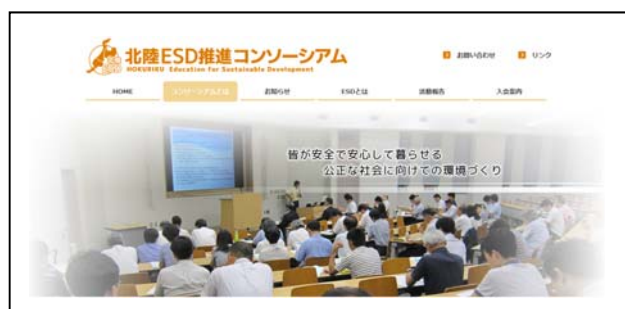 北陸ESD推進コンソーシアム
HOKURIKU Education for Sustainable Development
お問い合わせ リンク
HOME コンソーシアムとは お知らせ ESDとは 活動報告 入会案内
皆が安全で安心して暮らせる
公正な社会に向けての環境づくり